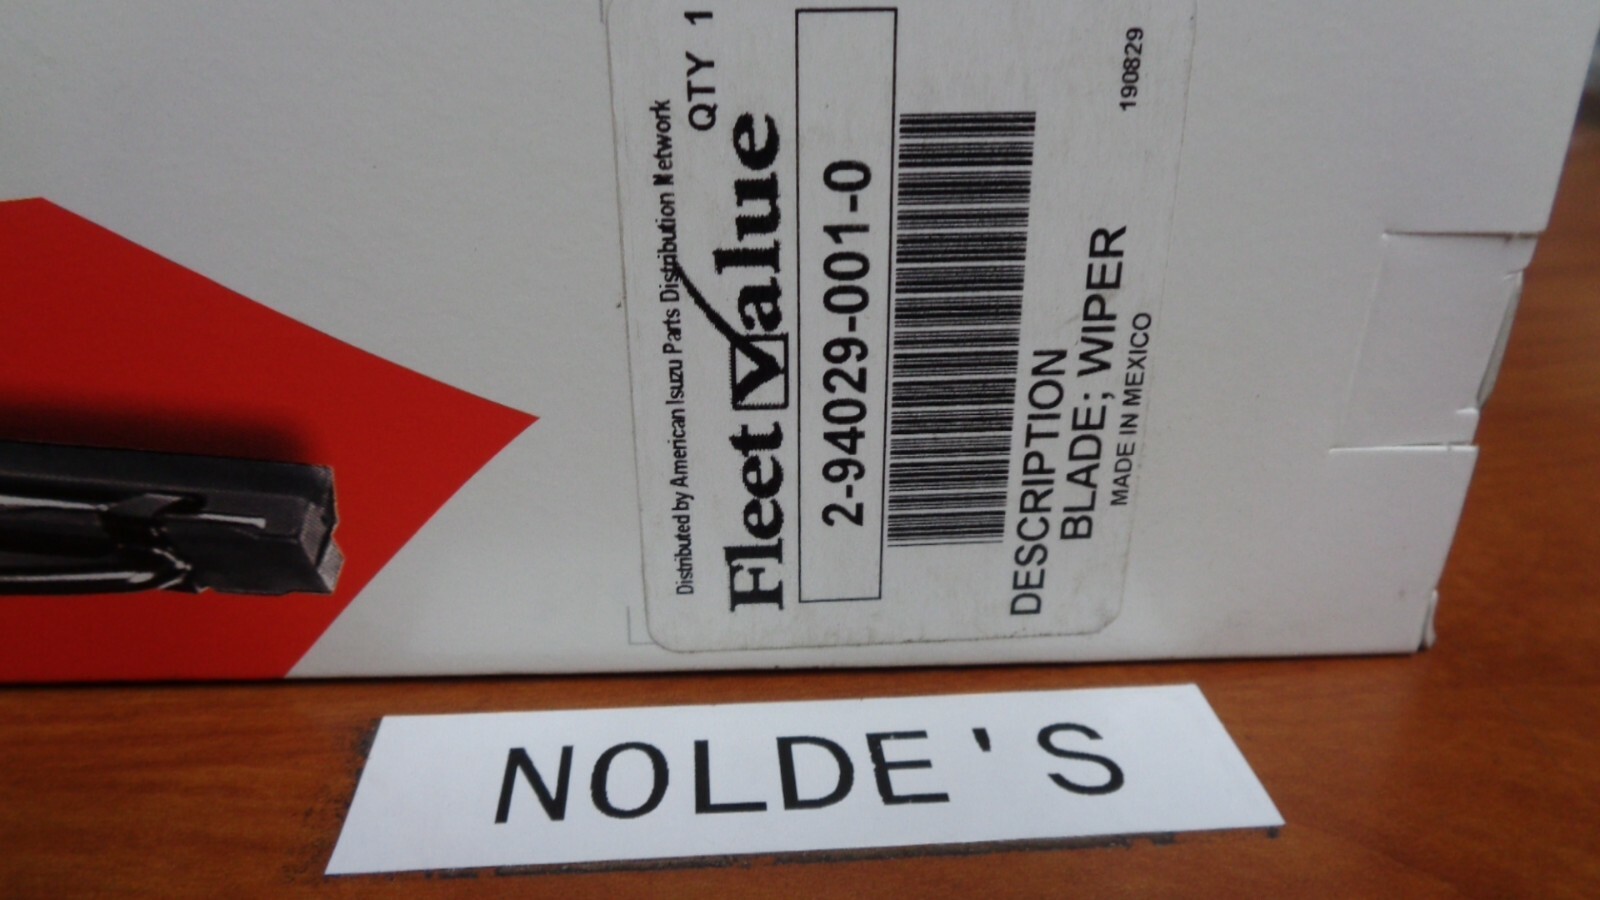 Distributed by American Isuzu Parts Distribution Network
QTY 1
Fleet Value
2-94029-001-0
DESCRIPTION
BLADE; WIPER
MADE IN MEXICO
190829
NOLDE'S